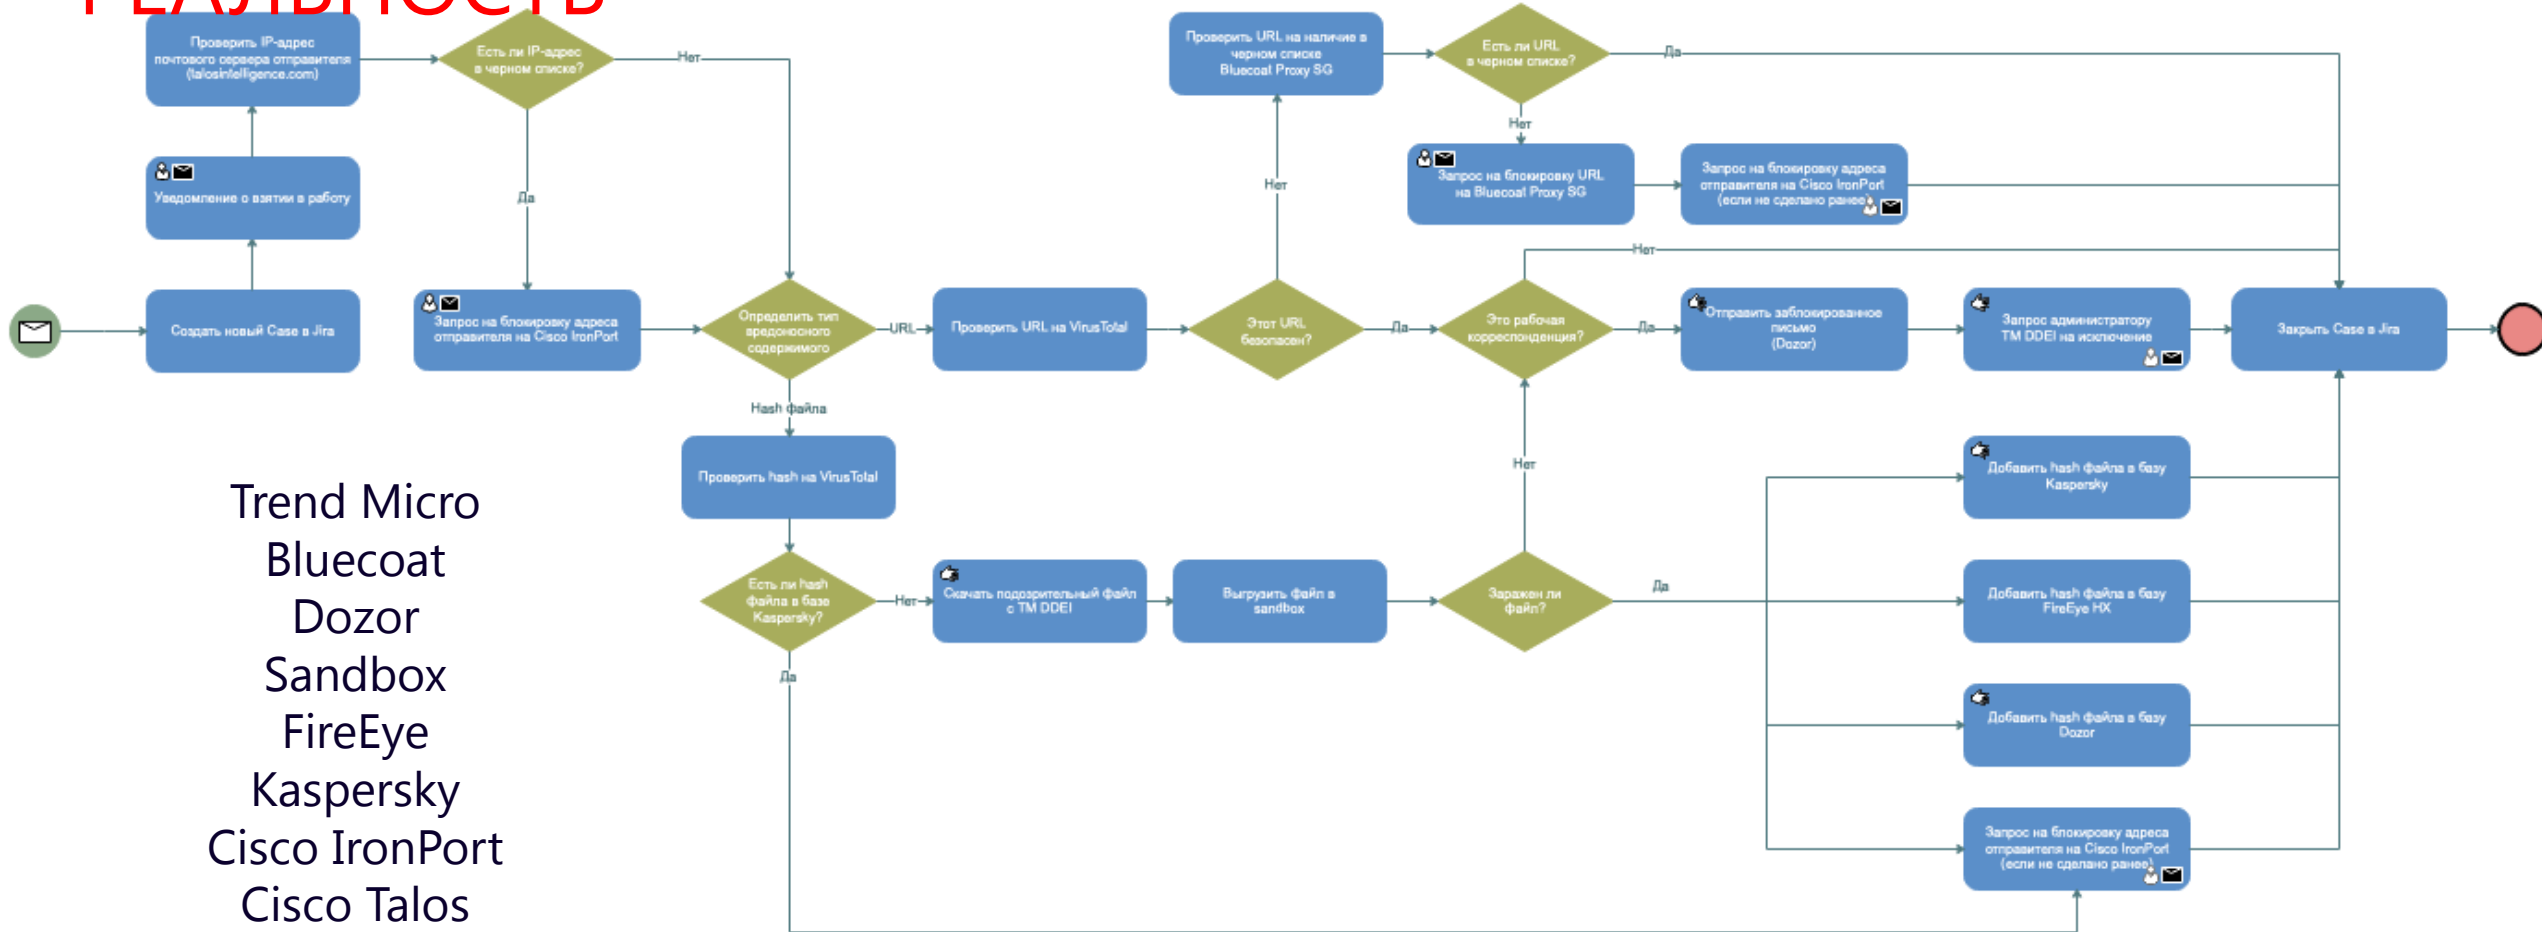 РЕАЛЬНОСТЬ
Проверить IP-адрес
почтового сервера отправителя
(talosintelligence.com)
Есть ли IP-адрес
в черном списке?
Нет
Да
Уведомление о взятии в работу
Создать новый Case в Jira
Запрос на блокировку адреса
отправителя на Cisco IronPort
Определить тип
вредоносного
содержимого
URL
Проверить URL на VirusTotal
Этот URL
безопасен?
Нет
Да
Проверить URL на наличие в
черном списке
Bluecoat Proxy SG
Есть ли URL
в черном списке?
Да
Нет
Запрос на блокировку URL
на Bluecoat Proxy SG
Запрос на блокировку адреса
отправителя на Cisco IronPort
(если не сделано ранее)
Это рабочая
корреспонденция?
Нет
Да
Отправить заблокированное
письмо
(Dozor)
Запрос администратору
TM DDEI на исключение
Закрыть Case в Jira
Hash файла
Проверить hash на VirusTotal
Есть ли hash
файла в базе
Kaspersky?
Нет
Да
Скачать подозрительный файл
с TM DDEI
Выгрузить файл в
sandbox
Заражен ли
файл?
Нет
Да
Добавить hash файла в базу
Kaspersky
Добавить hash файла в базу
FireEye HX
Добавить hash файла в базу
Dozor
Запрос на блокировку адреса
отправителя на Cisco IronPort
(если не сделано ранее)
Trend Micro
Bluecoat
Dozor
Sandbox
FireEye
Kaspersky
Cisco IronPort
Cisco Talos